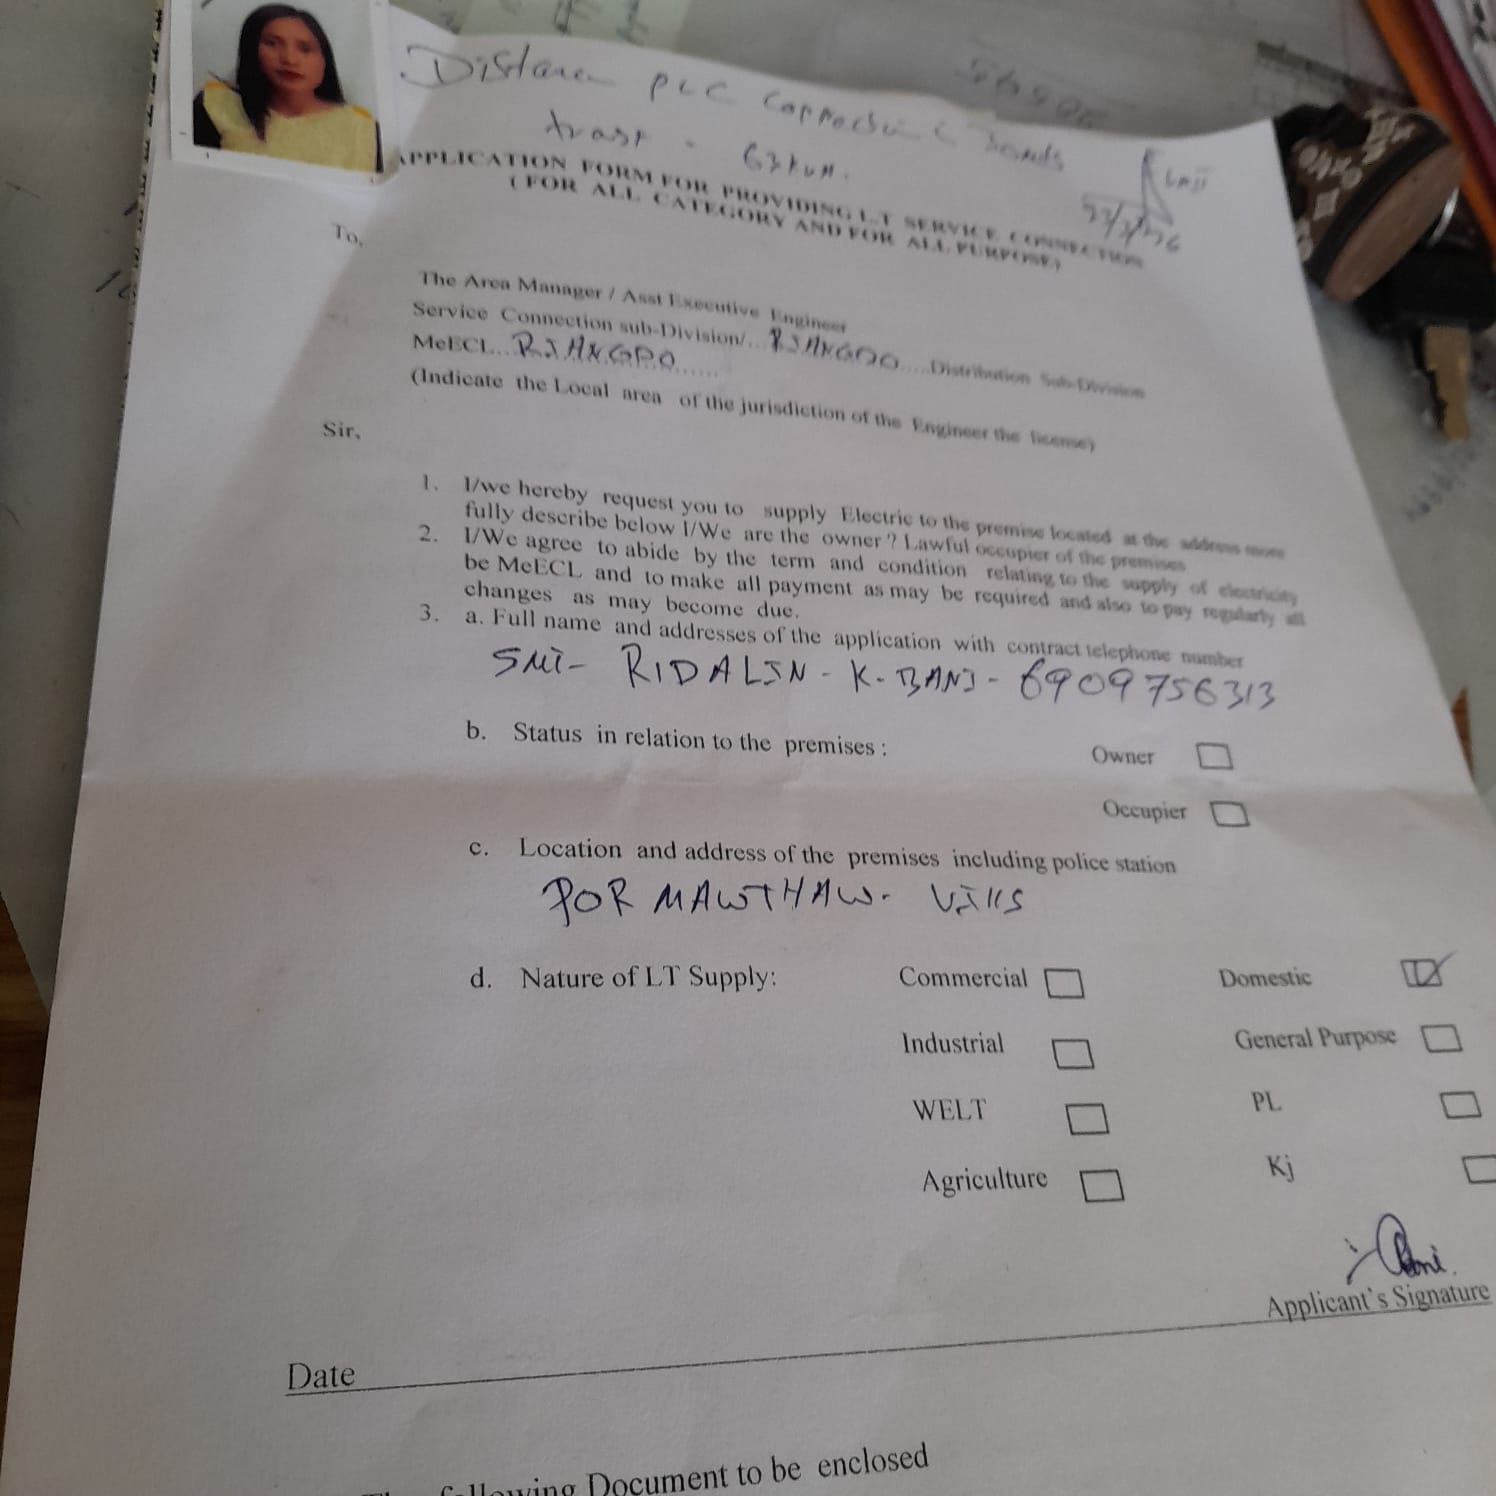 Distance PLC Connection
trasf - 63 KVA.
APPLICATION FORM FOR PROVIDING L.T SERVICE CONNECTION
(FOR ALL CATEGORY AND FOR ALL PURPOSE)
To,
The Area Manager / Asst Executive Engineer
Service Connection sub-Division/...RJANGDO.....Distribution Sub-Division
MeECL...RJANGDO.......
(Indicate the Local area of the jurisdiction of the Engineer the license)
Sir,
1. I/we hereby request you to supply Electric to the premise located at the address more
fully describe below I/We are the owner ? Lawful occupier of the premises
2. I/We agree to abide by the term and condition relating to the supply of electricity
be MeECL and to make all payment as may be required and also to pay regularly all
changes as may become due.
3. a. Full name and addresses of the application with contract telephone number
SMT- RIDALIN - K. BANI - 6909756313
b. Status in relation to the premises :
Owner
Occupier
c. Location and address of the premises including police station
PORMAWTHAW. Vills
d. Nature of LT Supply: Commercial Domestic
Industrial General Purpose
WELT PL
Agriculture Kj
Applicant's Signature
Date
following Document to be enclosed